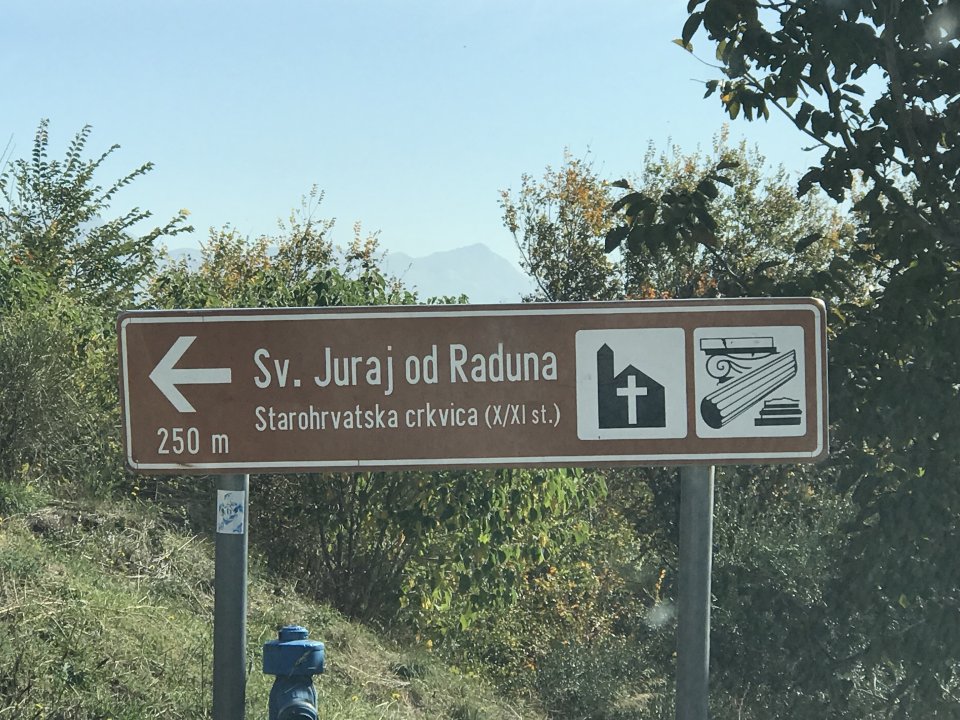 Sv. Juraj od Raduna
Starohrvatska crkvica (X/XI st.)
250 m